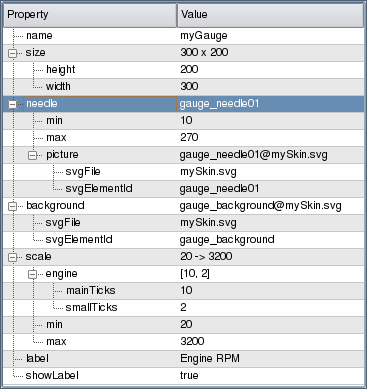 Property Value
name myGauge
size 300 x 200
height 200
width 300
needle gauge_needle01
min 10
max 270
picture gauge_needle01@mySkin.svg
svgFile mySkin.svg
svgElementId gauge_needle01
background gauge_background@mySkin.svg
svgFile mySkin.svg
svgElementId gauge_background
scale 20 -> 3200
engine [10, 2]
mainTicks 10
smallTicks 2
min 20
max 3200
label Engine RPM
showLabel true